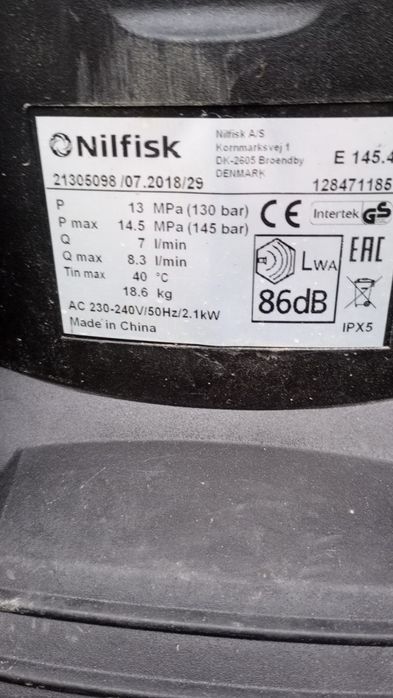 Nilfisk
Nilfisk A/S
Kornmarksvej 1
DK-2605 Broendby
DENMARK
E 145.4
21305098 /07.2018/29
128471185
P 13 MPa (130 bar)
P max 14.5 MPa (145 bar)
Q 7 l/min
Q max 8.3 l/min
Tin max 40 °C
18.6 kg
AC 230-240V/50Hz/2.1kW
Made in China
CE
Intertek GS
EAC
LWA
86dB
IPX5